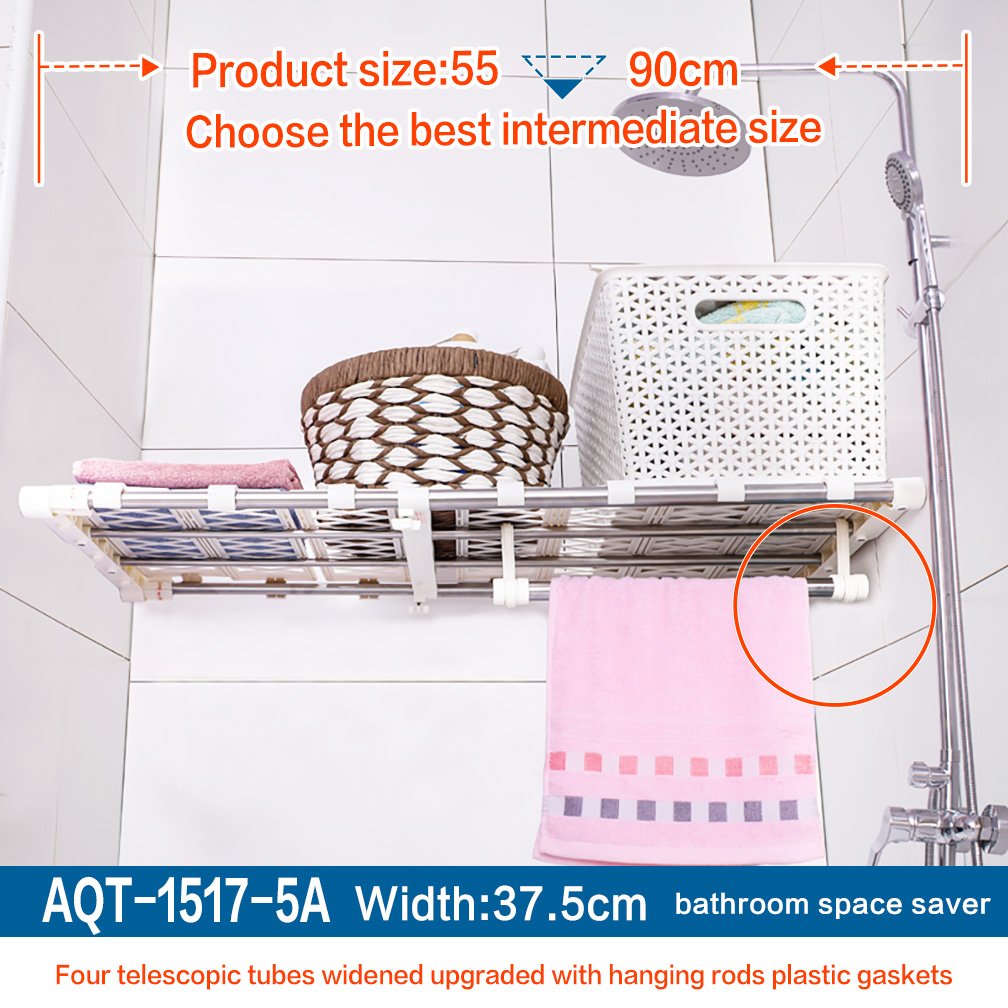 Product size:55 90cm
Choose the best intermediate size
AQT-1517-5A Width:37.5cm bathroom space saver
Four telescopic tubes widened upgraded with hanging rods plastic gaskets